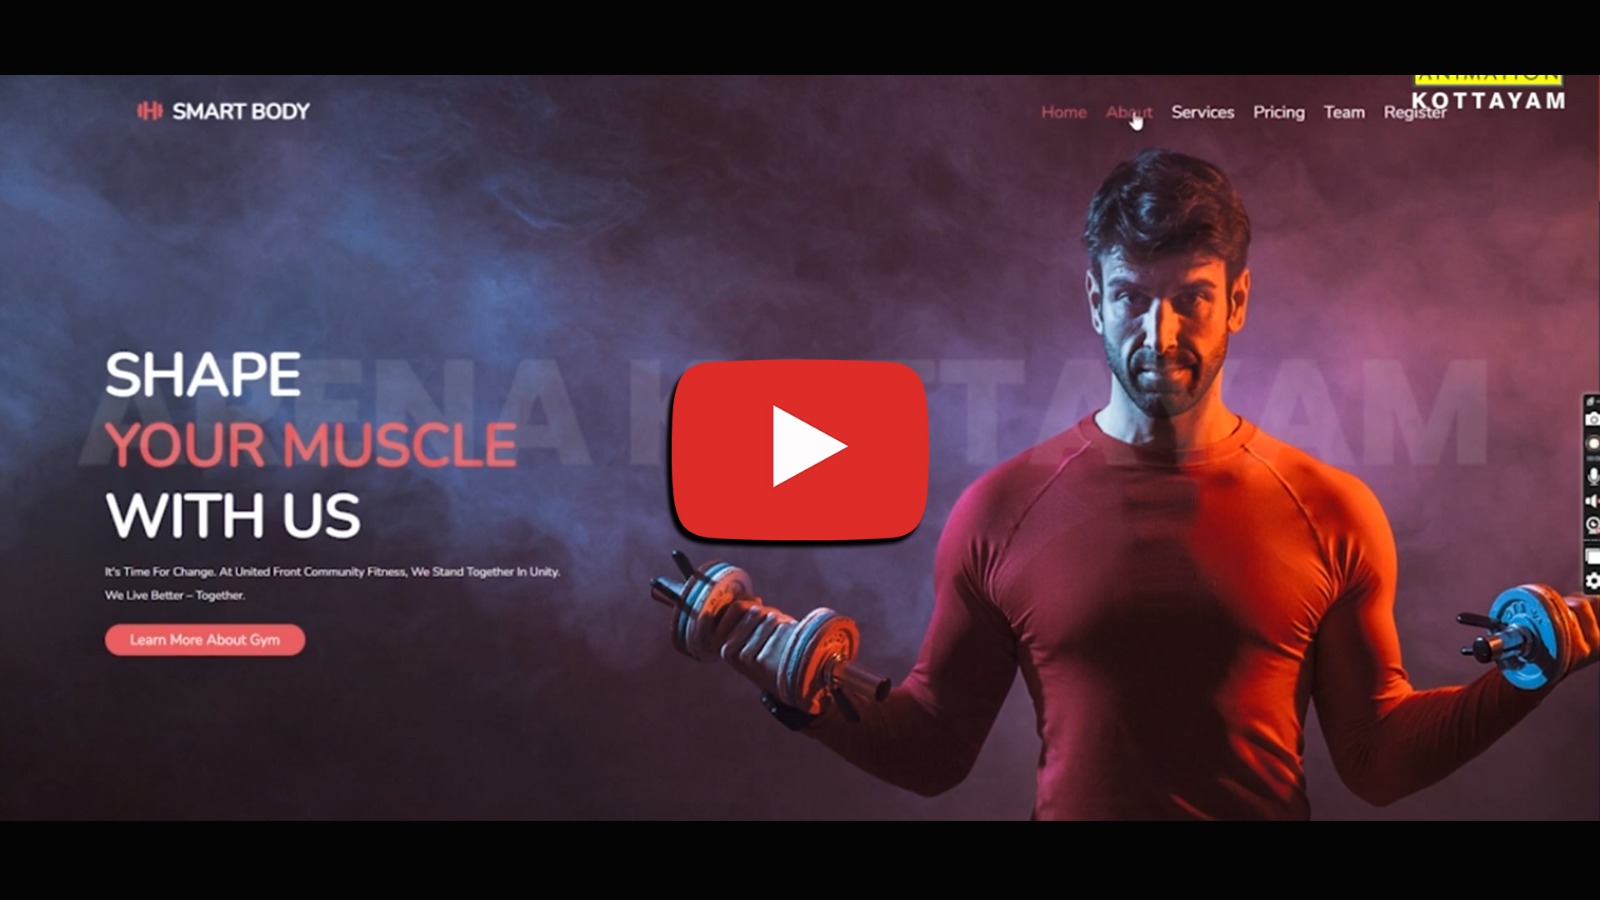 ANIMATION
KOTTAYAM
SMART BODY
Home About Services Pricing Team Register
SHAPE
YOUR MUSCLE
WITH US
ARENA KOTTAYAM
It's Time For Change. At United Front Community Fitness, We Stand Together In Unity.
We Live Better – Together.
Learn More About Gym